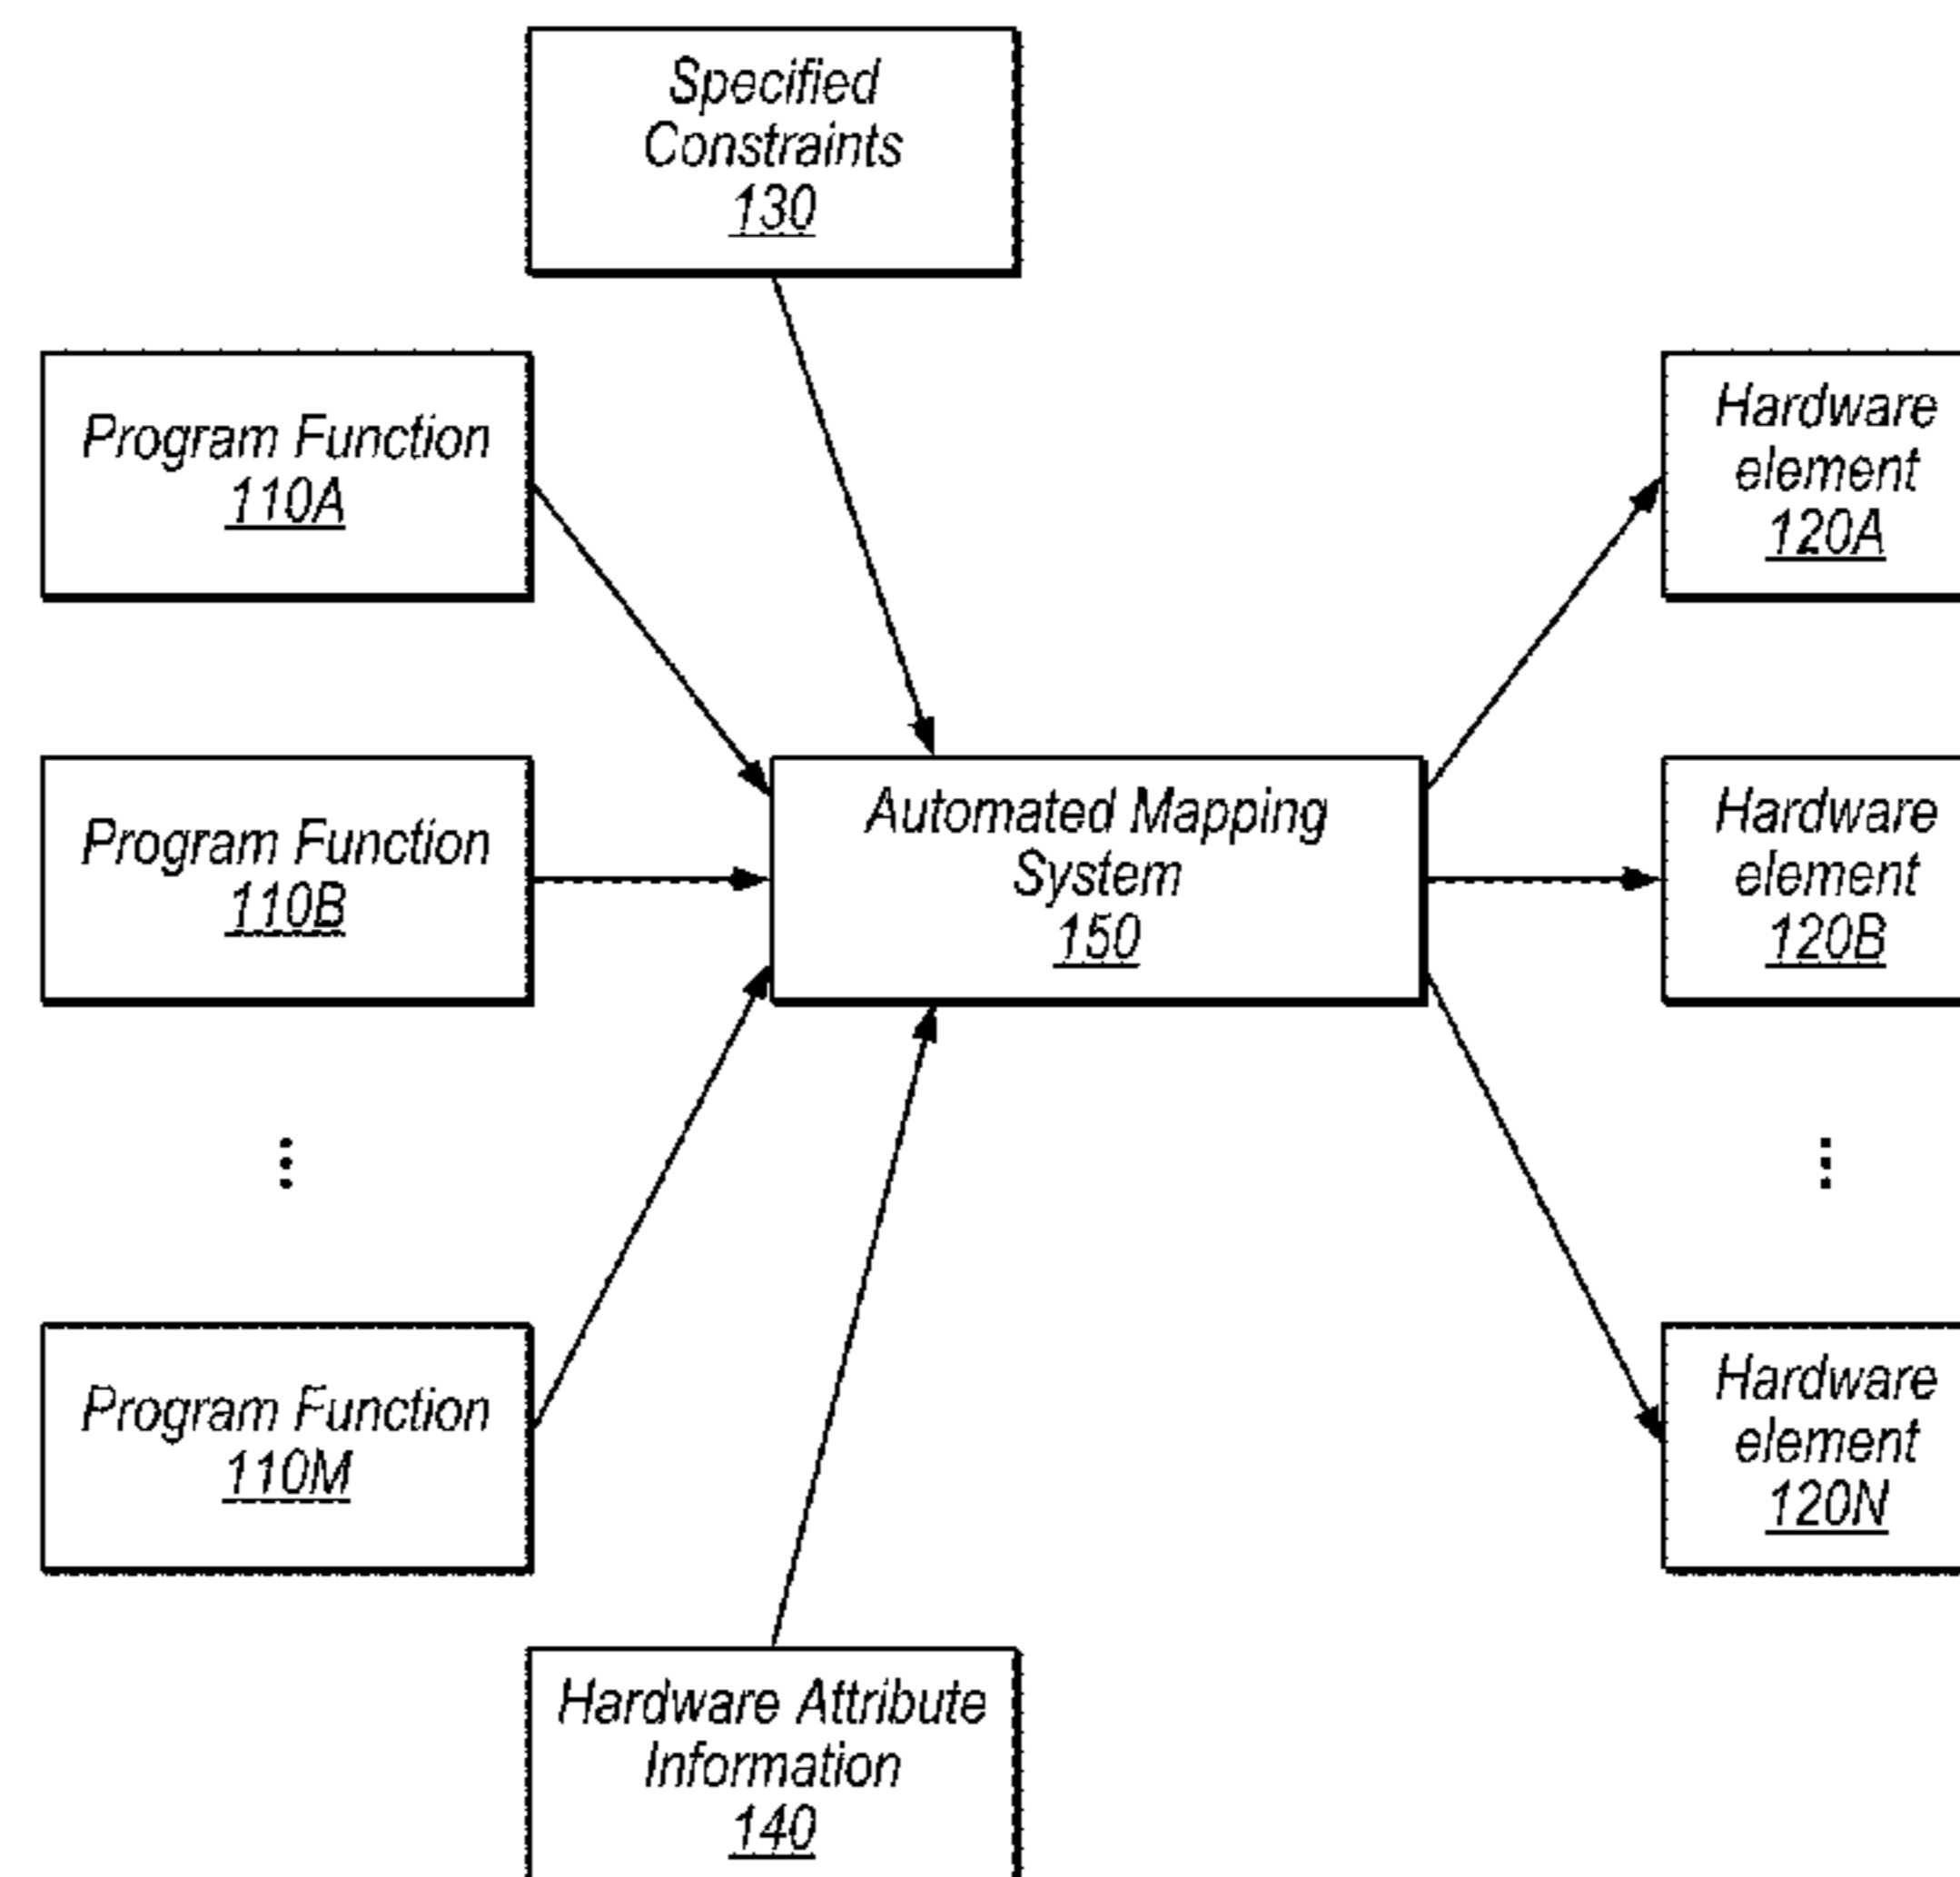 Specified
Constraints
130
Program Function
110A
Hardware
element
120A
Program Function
110B
Automated Mapping
System
150
Hardware
element
120B
Program Function
110M
Hardware
element
120N
Hardware Attribute
Information
140